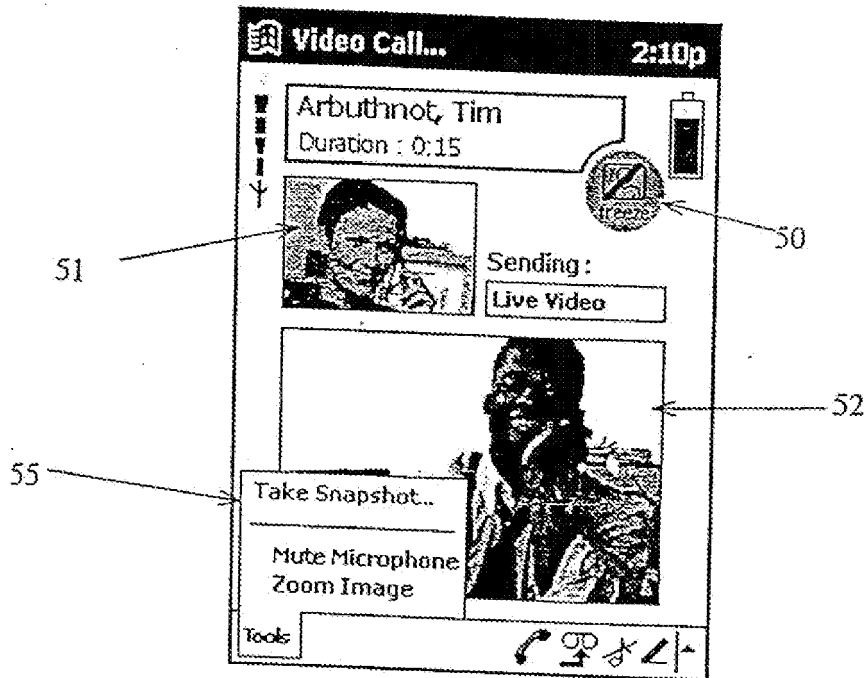 Video Call... 2:10p
Arbuthnot, Tim
Duration : 0:15
freeze
50
51
Sending :
Live Video
52
55
Take Snapshot...
Mute Microphone
Zoom Image
Tools